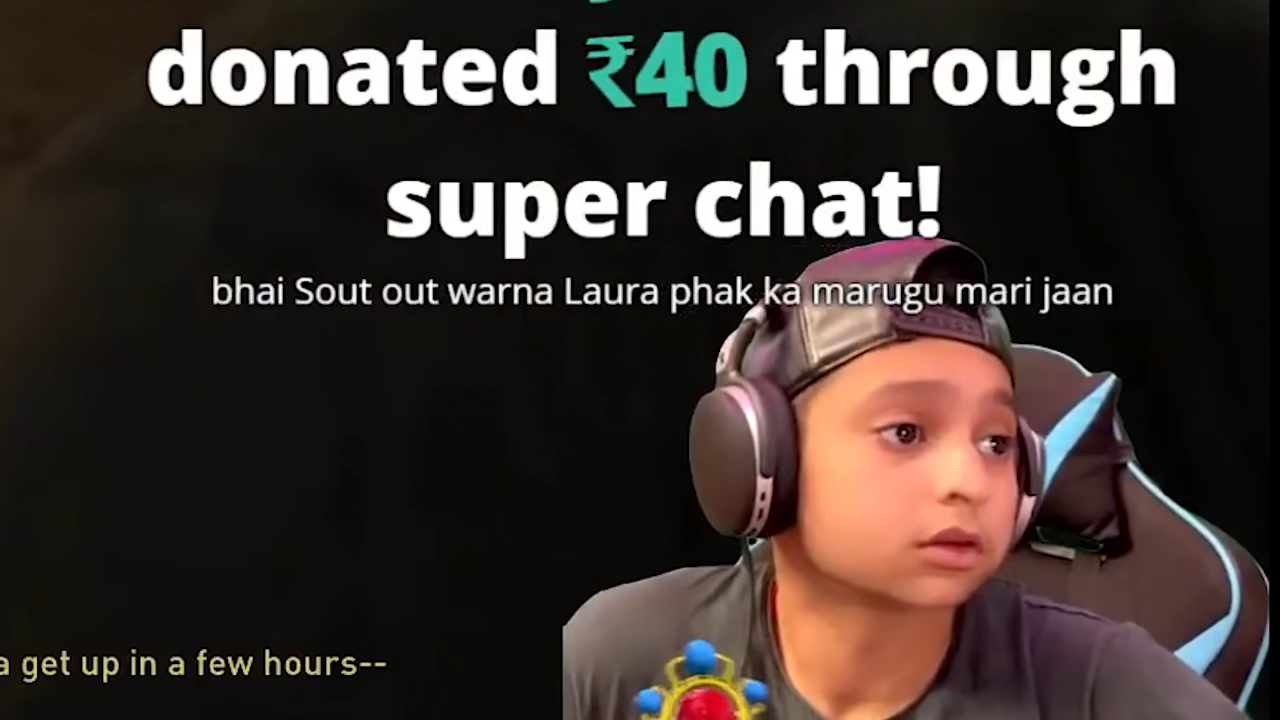 donated ₹40 through
super chat!
bhai Sout out warna Laura phak ka marugu mari jaan
a get up in a few hours--